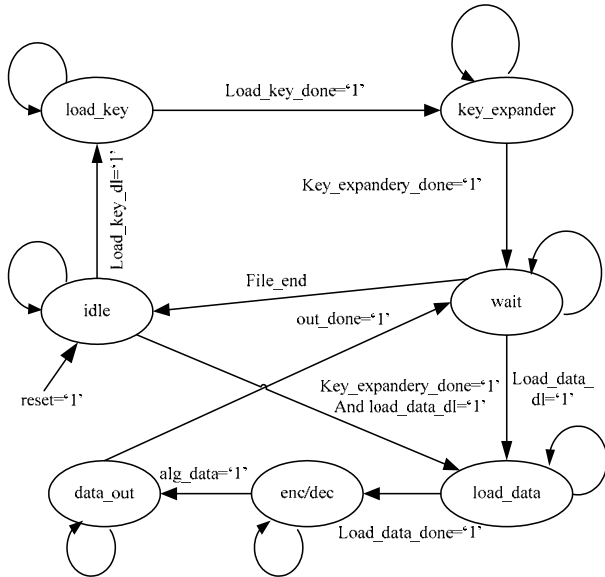 load_key
Load_key_done=‘1’
key_expander
Load_key_dl=‘1’
Key_expandery_done=‘1’
idle
File_end
wait
out_done=‘1’
reset=‘1’
Key_expandery_done=‘1’
And load_data_dl=‘1’
Load_data_
dl=‘1’
data_out
alg_data=‘1’
enc/dec
load_data
Load_data_done=‘1’